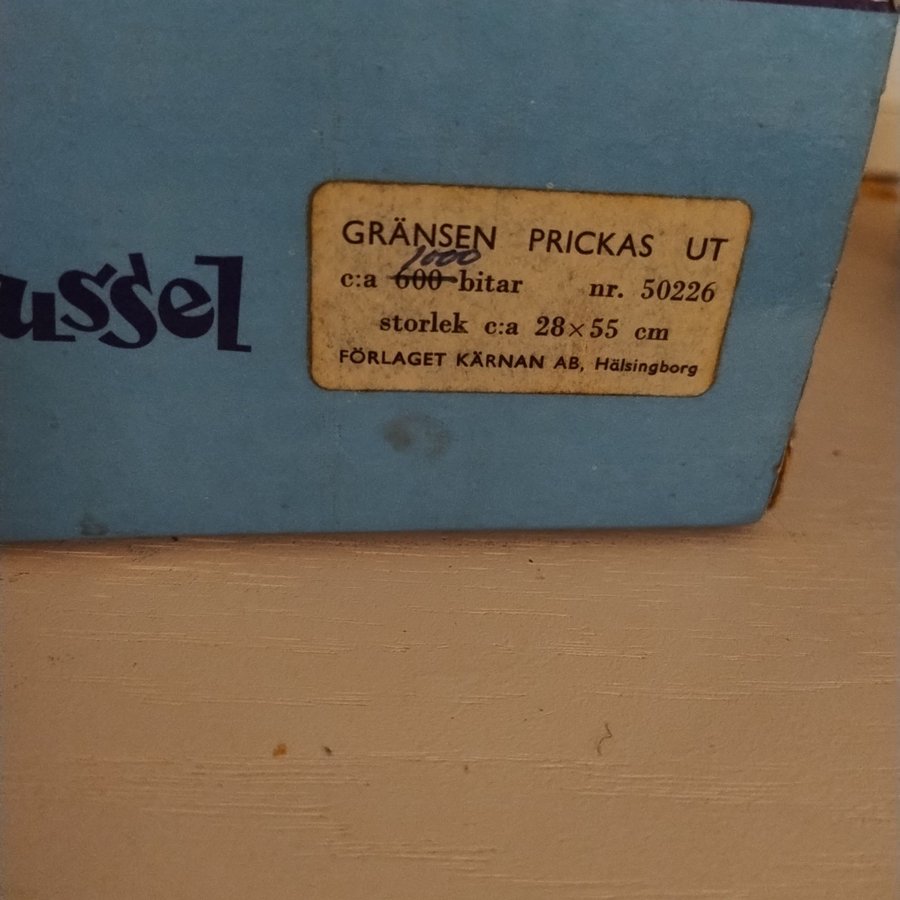 ussel
GRÄNSEN PRICKAS UT
1000
c:a 600 bitar nr. 50226
storlek c:a 28×55 cm
FÖRLAGET KÄRNAN AB, Hälsingborg